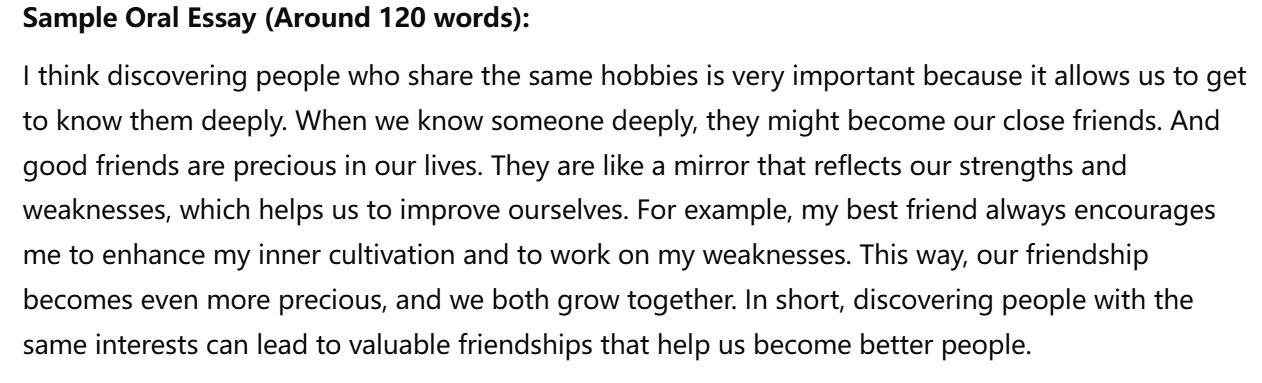 Sample Oral Essay (Around 120 words):
I think discovering people who share the same hobbies is very important because it allows us to get
to know them deeply. When we know someone deeply, they might become our close friends. And
good friends are precious in our lives. They are like a mirror that reflects our strengths and
weaknesses, which helps us to improve ourselves. For example, my best friend always encourages
me to enhance my inner cultivation and to work on my weaknesses. This way, our friendship
becomes even more precious, and we both grow together. In short, discovering people with the
same interests can lead to valuable friendships that help us become better people.